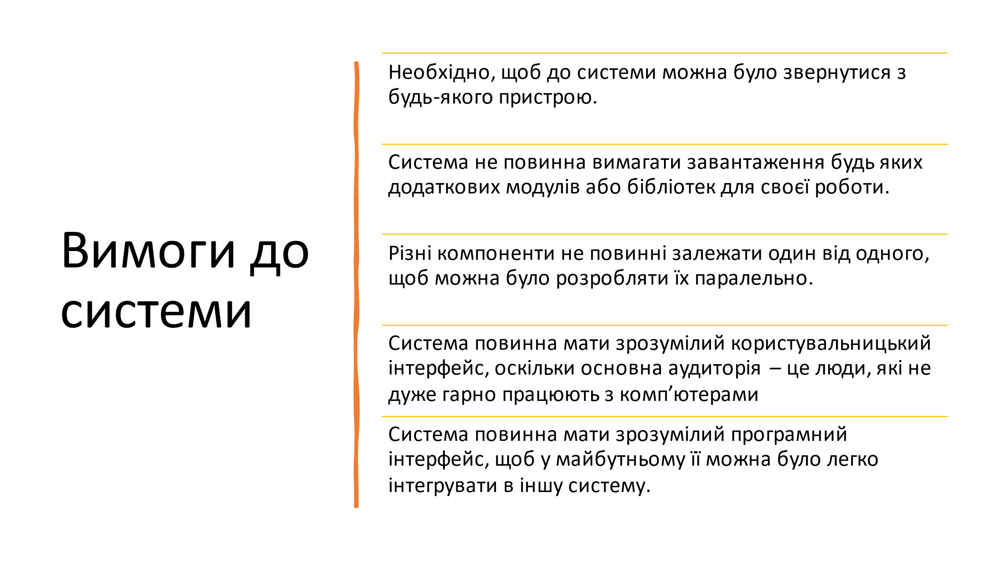 Вимоги до
системи
Необхідно, щоб до системи можна було звернутися з
будь-якого пристрою.
Система не повинна вимагати завантаження будь яких
додаткових модулів або бібліотек для своєї роботи.
Різні компоненти не повинні залежати один від одного,
щоб можна було розробляти їх паралельно.
Система повинна мати зрозумілий користувальницький
інтерфейс, оскільки основна аудиторія – це люди, які не
дуже гарно працюють з комп’ютерами
Система повинна мати зрозумілий програмний
інтерфейс, щоб у майбутньому її можна було легко
інтегрувати в іншу систему.